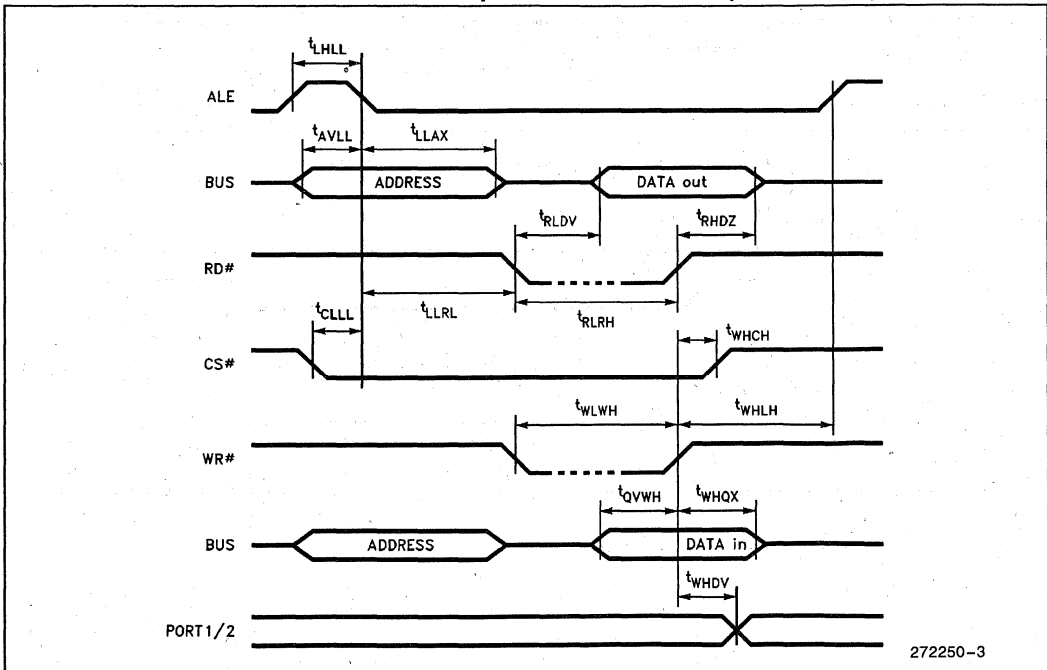 tLHLL
ALE
tAVLL tLLAX
BUS ADDRESS DATA out
tRLDV tRHDZ
RD#
tLLRL tRLRH
tCLLL
tWHCH
CS#
tWLWH tWHLH
WR#
tQVWH tWHQX
BUS ADDRESS DATA in
tWHDV
PORT1/2
272250-3